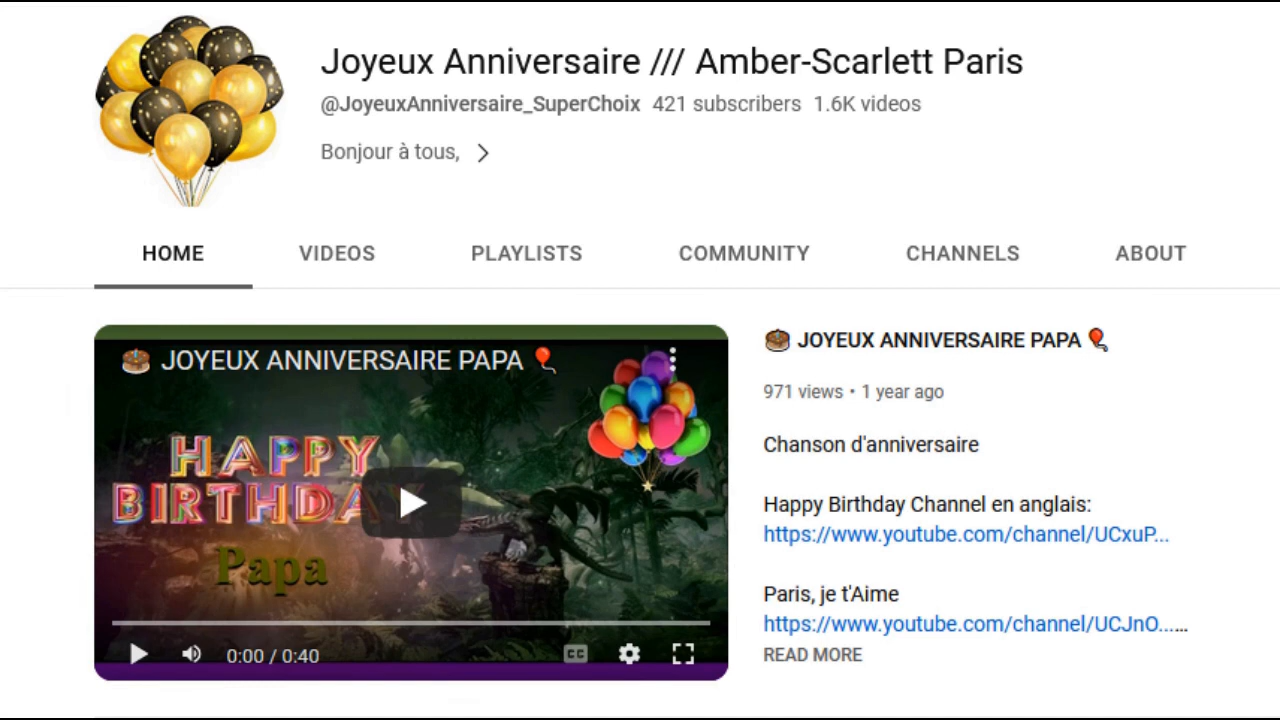 Joyeux Anniversaire /// Amber-Scarlett Paris
@JoyeuxAnniversaire_SuperChoix 421 subscribers 1.6K videos
Bonjour à tous,
HOME VIDEOS PLAYLISTS COMMUNITY CHANNELS ABOUT
JOYEUX ANNIVERSAIRE PAPA
HAPPY
BIRTHDAY
Papa
0:00 / 0:40
CC
JOYEUX ANNIVERSAIRE PAPA
971 views • 1 year ago
Chanson d'anniversaire
Happy Birthday Channel en anglais:
https://www.youtube.com/channel/UCxuP...
Paris, je t'Aime
https://www.youtube.com/channel/UCJnO......
READ MORE